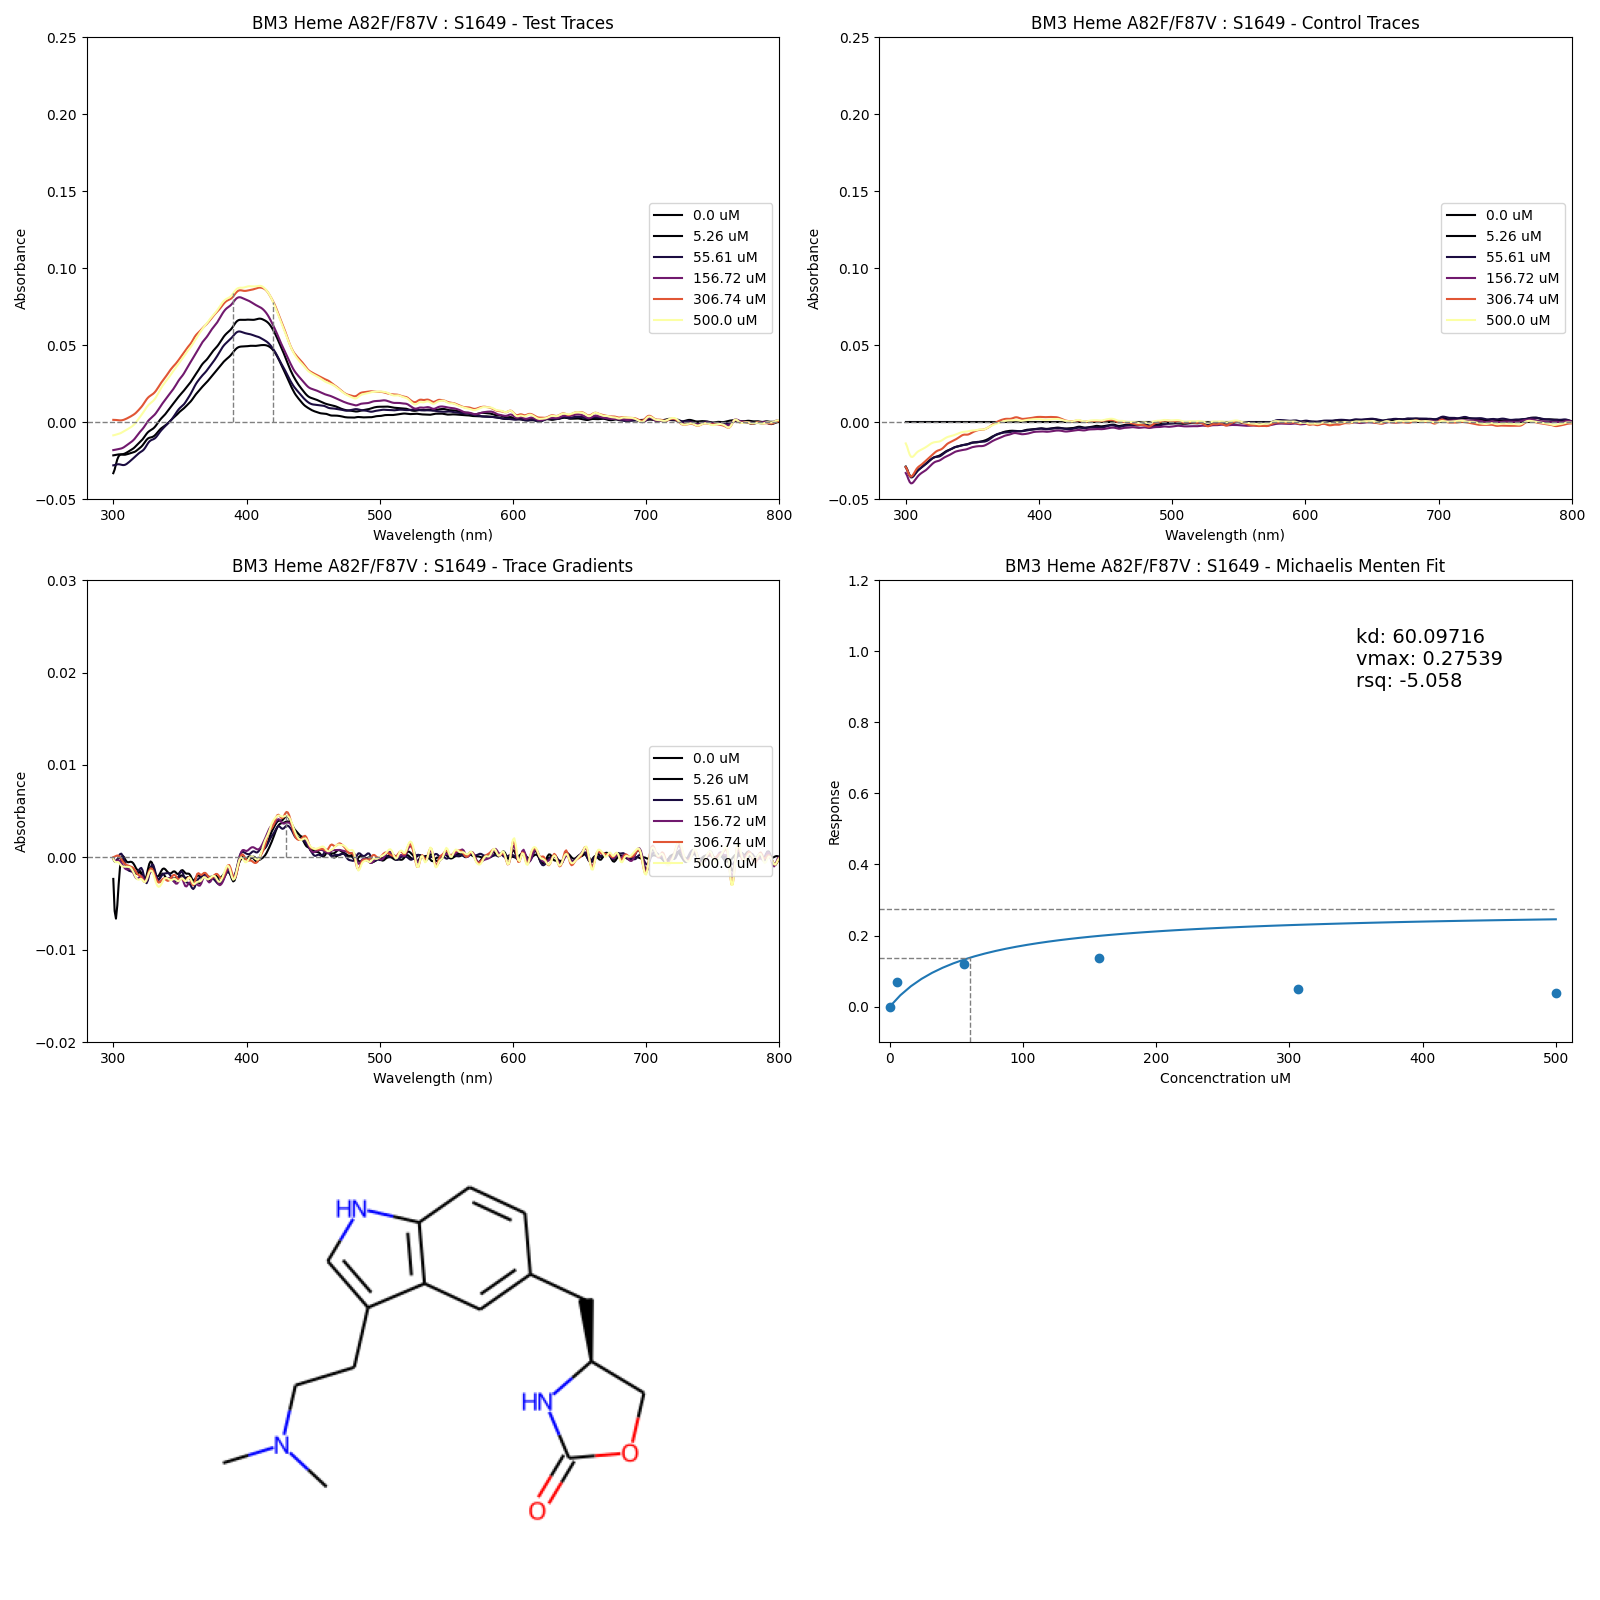 BM3 Heme A82F/F87V : S1649 - Test Traces
0.25
0.20
0.15
0.10
0.05
0.00
−0.05
Absorbance
300 400 500 600 700 800
Wavelength (nm)
0.0 uM
5.26 uM
55.61 uM
156.72 uM
306.74 uM
500.0 uM
BM3 Heme A82F/F87V : S1649 - Control Traces
0.25
0.20
0.15
0.10
0.05
0.00
−0.05
Absorbance
300 400 500 600 700 800
Wavelength (nm)
0.0 uM
5.26 uM
55.61 uM
156.72 uM
306.74 uM
500.0 uM
BM3 Heme A82F/F87V : S1649 - Trace Gradients
0.03
0.02
0.01
0.00
−0.01
−0.02
Absorbance
300 400 500 600 700 800
Wavelength (nm)
0.0 uM
5.26 uM
55.61 uM
156.72 uM
306.74 uM
500.0 uM
BM3 Heme A82F/F87V : S1649 - Michaelis Menten Fit
kd: 60.09716
vmax: 0.27539
rsq: -5.058
1.2
1.0
0.8
0.6
0.4
0.2
0.0
Response
0 100 200 300 400 500
Concenctration uM
HN
HN
N
O
O